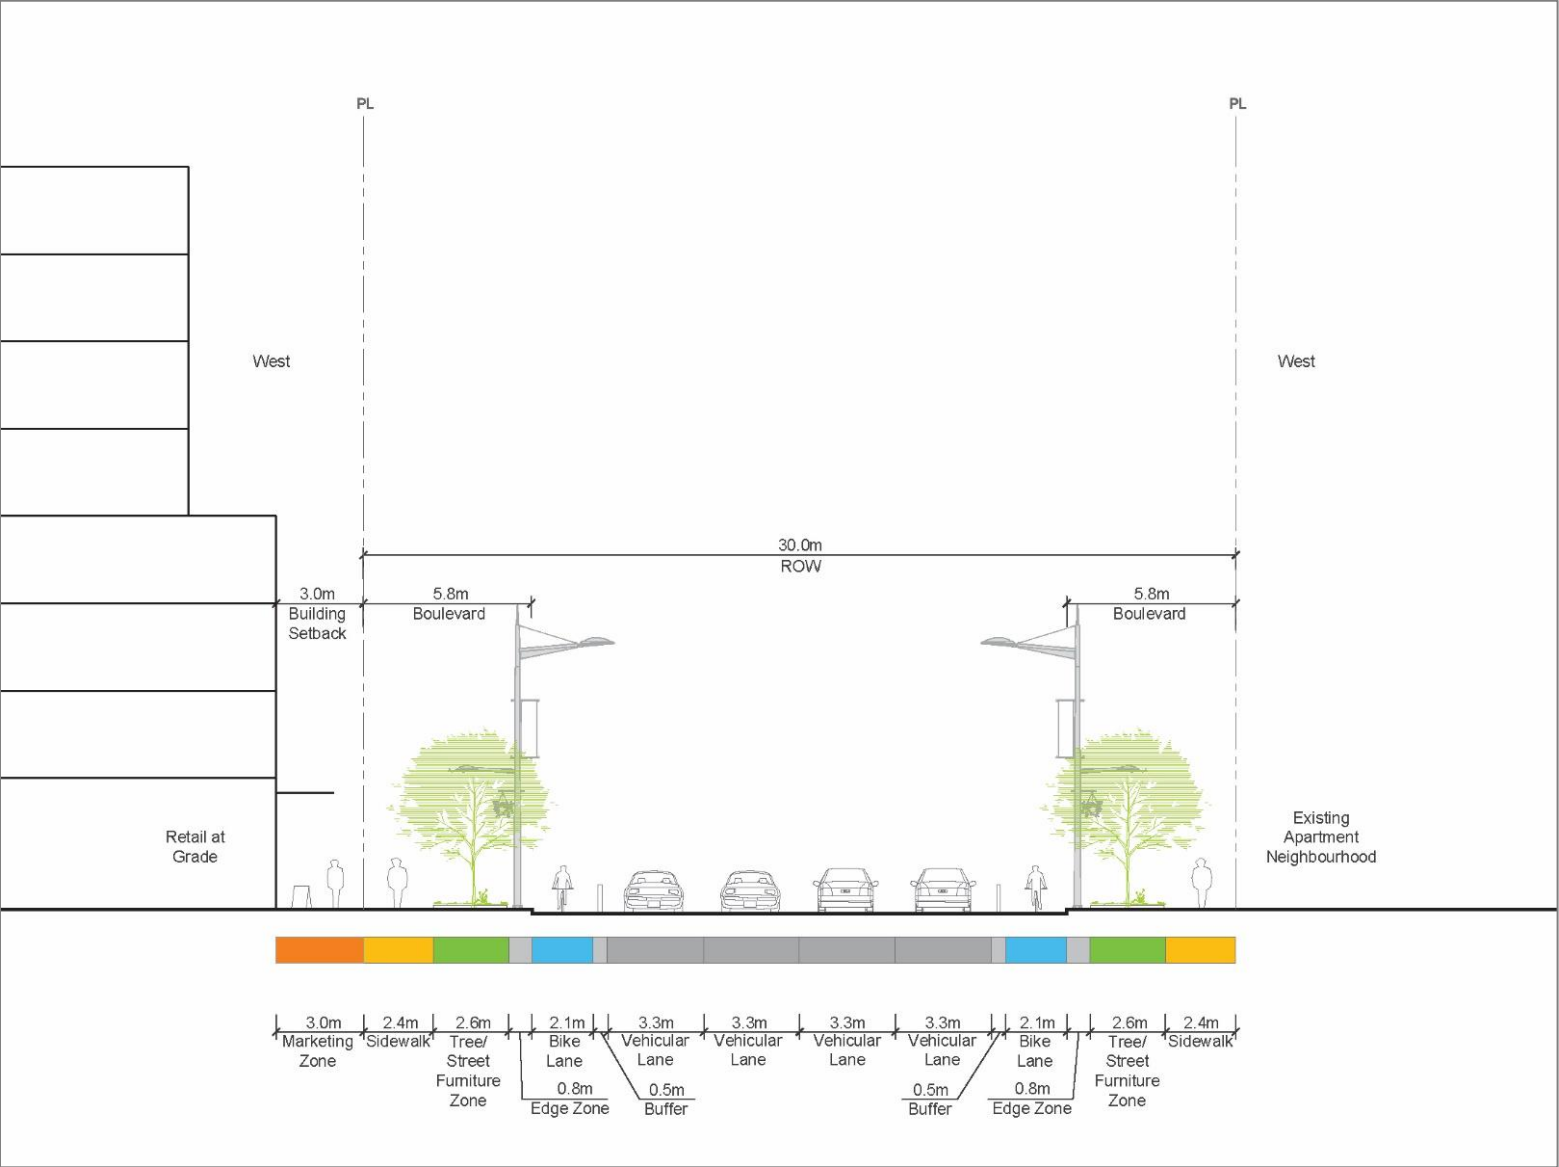 PL
PL
West
West
30.0m
ROW
3.0m
Building
Setback
5.8m
Boulevard
5.8m
Boulevard
Retail at
Grade
Existing
Apartment
Neighbourhood
3.0m
Marketing
Zone
2.4m
Sidewalk
2.6m
Tree/
Street
Furniture
Zone
0.8m
Edge Zone
2.1m
Bike
Lane
0.5m
Buffer
3.3m
Vehicular
Lane
3.3m
Vehicular
Lane
3.3m
Vehicular
Lane
3.3m
Vehicular
Lane
0.5m
Buffer
2.1m
Bike
Lane
0.8m
Edge Zone
2.6m
Tree/
Street
Furniture
Zone
2.4m
Sidewalk